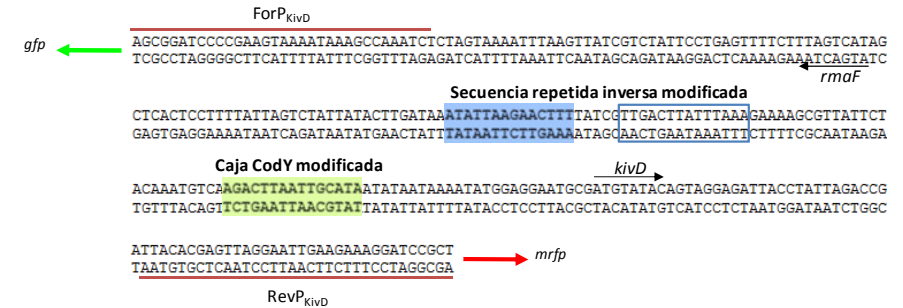 ForPKivD
gfp
AGCGGATCCCCGAAGTAAAATAAAGCCAAATCTCTAGTAAAATTTAAGTTATCGTCTATTCCTGAGTTTTCTTTAGTCATAG
TCGCCTAGGGGCTTCATTTTATTTCGGTTTAGAGATCATTTTAAATTCAATAGCAGATAAGGACTCAAAAGAAATCAGTATC
rmaF
Secuencia repetida inversa modificada
CTCACTCCTTTTATTAGTCTATTATACTTGATAAATATTAAGAACTTTTATCGTTGACTTATTTAAAGAAAAGCGTTATTCT
GAGTGAGGAAAATAATCAGATAATATGAACTATTTATAATTCTTGAAAATAGCAACTGAATAAATTTCTTTTCGCAATAAGA
Caja CodY modificada
kivD
ACAAATGTCAAGACTTAATTGCATAATATAATAAAATATGGAGGAATGCGATGTATACAGTAGGAGATTACCTATTAGACCG
TGTTTACAGTTCTGAATTAACGTATTATATTATTTTATACCTCCTTACGCTACATATGTCATCCTCTAATGGATAATCTGGC
ATTACACGAGTTAGGAATTGAAGAAAGGATCCGCT
TAATGTGCTCAATCCTTAACTTCTTTCCTAGGCGA
mrfp
RevPKivD